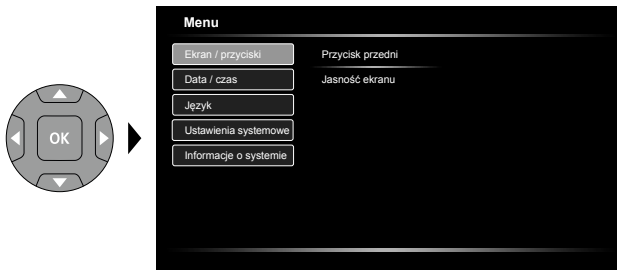 Menu
Ekran / przyciski
Przycisk przedni
Data / czas
Jasność ekranu
Język
Ustawienia systemowe
Informacje o systemie
OK